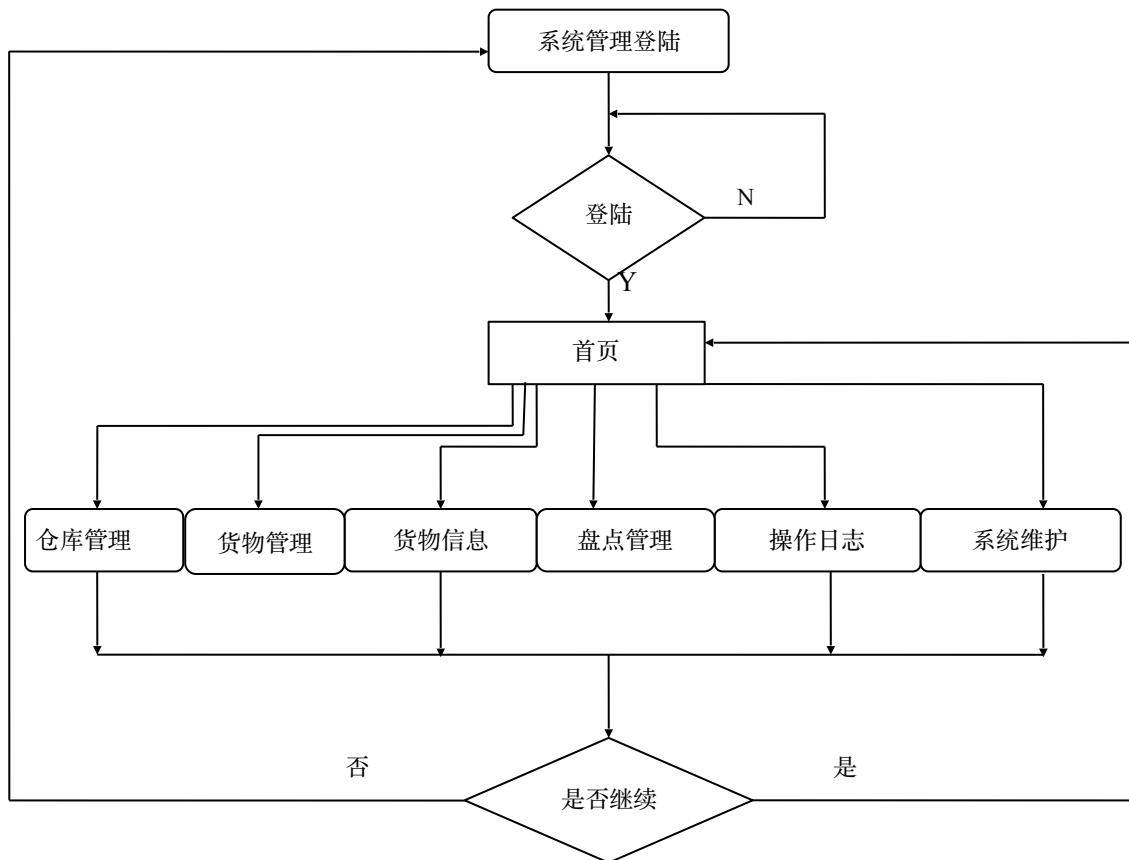 系统管理登陆
登陆
N
Y
首页
仓库管理
货物管理
货物信息
盘点管理
操作日志
系统维护
否
是
是否继续